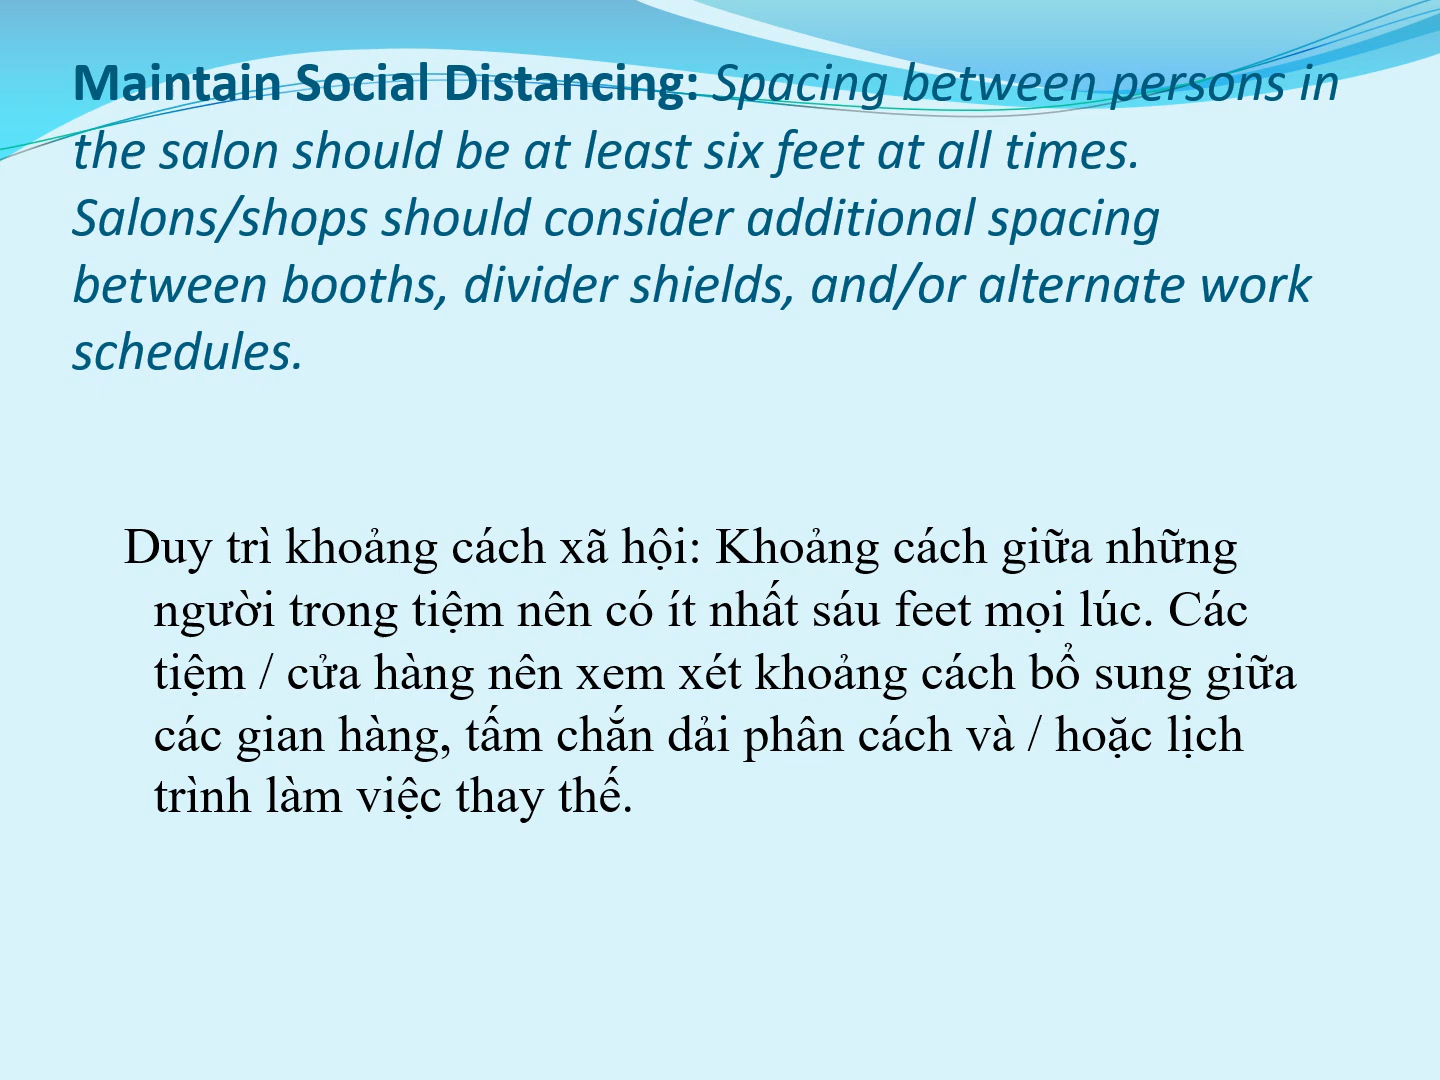 Maintain Social Distancing: Spacing between persons in
the salon should be at least six feet at all times.
Salons/shops should consider additional spacing
between booths, divider shields, and/or alternate work
schedules.
Duy trì khoảng cách xã hội: Khoảng cách giữa những
người trong tiệm nên có ít nhất sáu feet mọi lúc. Các
tiệm / cửa hàng nên xem xét khoảng cách bổ sung giữa
các gian hàng, tấm chắn dải phân cách và / hoặc lịch
trình làm việc thay thế.